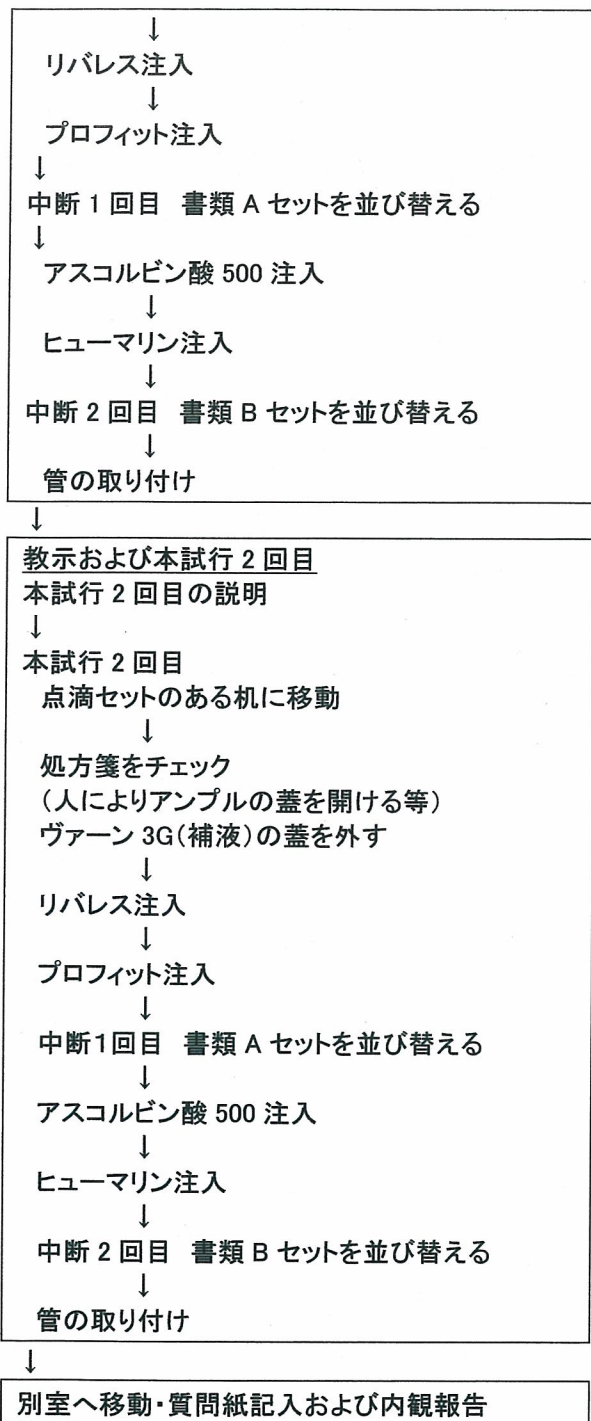 ↓
リバレス注入
↓
プロフィット注入
↓
中断 1 回目 書類 A セットを並び替える
↓
アスコルビン酸 500 注入
↓
ヒューマリン注入
↓
中断 2 回目 書類 B セットを並び替える
↓
管の取り付け
↓
教示および本試行 2 回目
本試行 2 回目の説明
↓
本試行 2 回目
点滴セットのある机に移動
↓
処方箋をチェック
(人によりアンプルの蓋を開ける等)
ヴァーン 3G(補液)の蓋を外す
↓
リバレス注入
↓
プロフィット注入
↓
中断1回目 書類 A セットを並び替える
↓
アスコルビン酸 500 注入
↓
ヒューマリン注入
↓
中断 2 回目 書類 B セットを並び替える
↓
管の取り付け
↓
別室へ移動・質問紙記入および内観報告